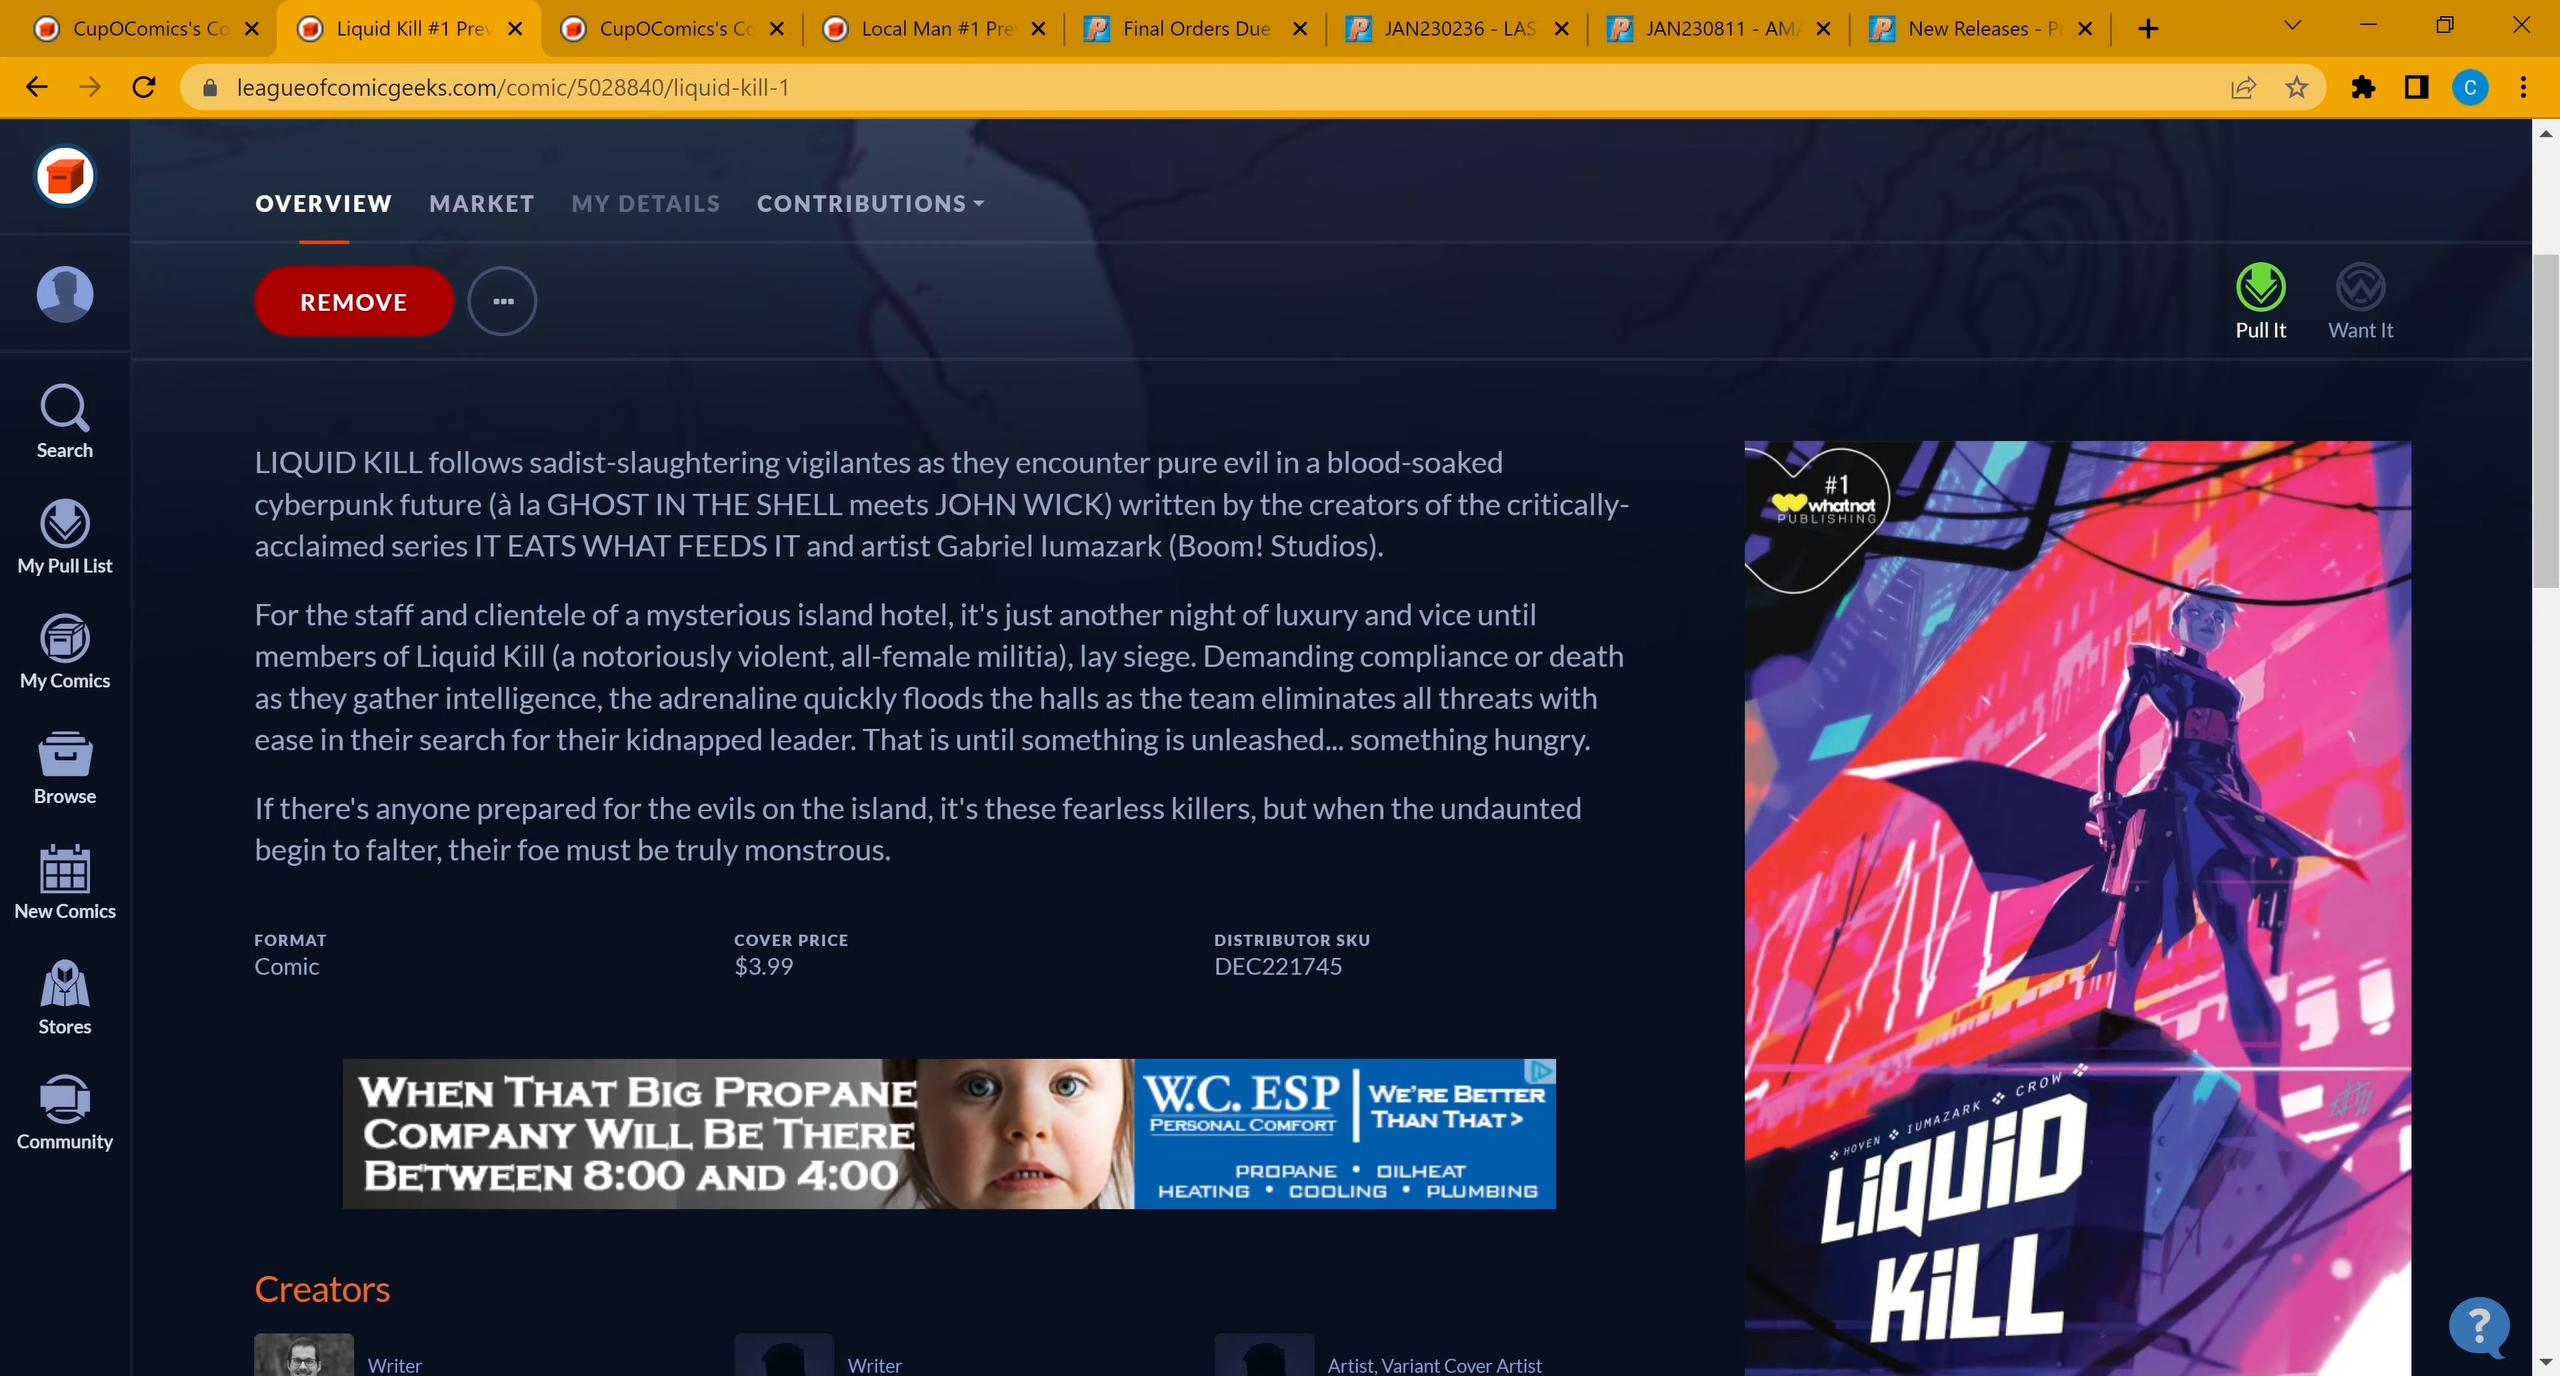 CupOComics's Co
Liquid Kill #1 Prev
CupOComics's Co
Local Man #1 Pre
Final Orders Due
JAN230236 - LAS
JAN230811 - AMA
New Releases - P
leagueofcomicgeeks.com/comic/5028840/liquid-kill-1
C
OVERVIEW
MARKET
MY DETAILS
CONTRIBUTIONS
REMOVE
Pull It
Want It
Search
My Pull List
My Comics
Browse
New Comics
Stores
Community
LIQUID KILL follows sadist-slaughtering vigilantes as they encounter pure evil in a blood-soaked
cyberpunk future (à la GHOST IN THE SHELL meets JOHN WICK) written by the creators of the critically-
acclaimed series IT EATS WHAT FEEDS IT and artist Gabriel Iumazark (Boom! Studios).
For the staff and clientele of a mysterious island hotel, it's just another night of luxury and vice until
members of Liquid Kill (a notoriously violent, all-female militia), lay siege. Demanding compliance or death
as they gather intelligence, the adrenaline quickly floods the halls as the team eliminates all threats with
ease in their search for their kidnapped leader. That is until something is unleashed... something hungry.
If there's anyone prepared for the evils on the island, it's these fearless killers, but when the undaunted
begin to falter, their foe must be truly monstrous.
FORMAT
Comic
COVER PRICE
$3.99
DISTRIBUTOR SKU
DEC221745
WHEN THAT BIG PROPANE
COMPANY WILL BE THERE
BETWEEN 8:00 AND 4:00
W.C. ESP
PERSONAL COMFORT
WE'RE BETTER
THAN THAT >
PROPANE • OILHEAT
HEATING • COOLING • PLUMBING
Creators
Writer
Writer
Artist, Variant Cover Artist
#1
whatnot
PUBLISHING
HOVEN IUMAZARK CROW
LIQUID
KILL
?